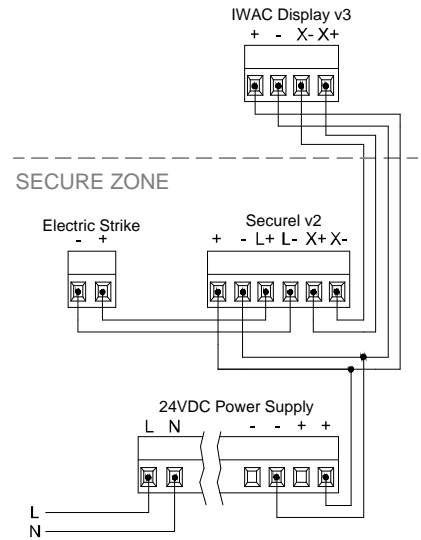 IWAC Display v3
+ - X- X+
SECURE ZONE
Electric Strike
- +
Securel v2
+ - L+ L- X+ X-
24VDC Power Supply
L N - - + +
L
N